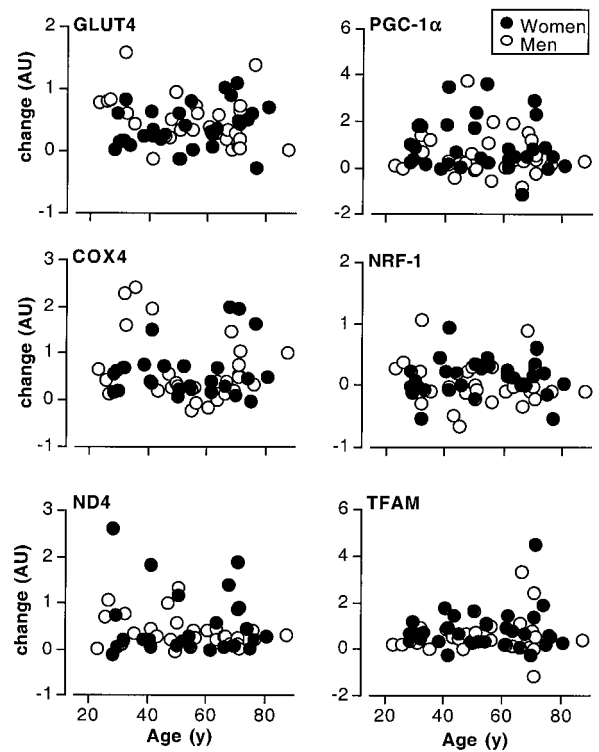 GLUT4
2
1
0
-1
change (AU)
PGC-1α
6
4
2
0
-2
Women
Men
COX4
3
2
1
0
-1
change (AU)
NRF-1
2
1
0
-1
ND4
3
2
1
0
-1
change (AU)
20 40 60 80
Age (y)
TFAM
6
4
2
0
-2
20 40 60 80
Age (y)